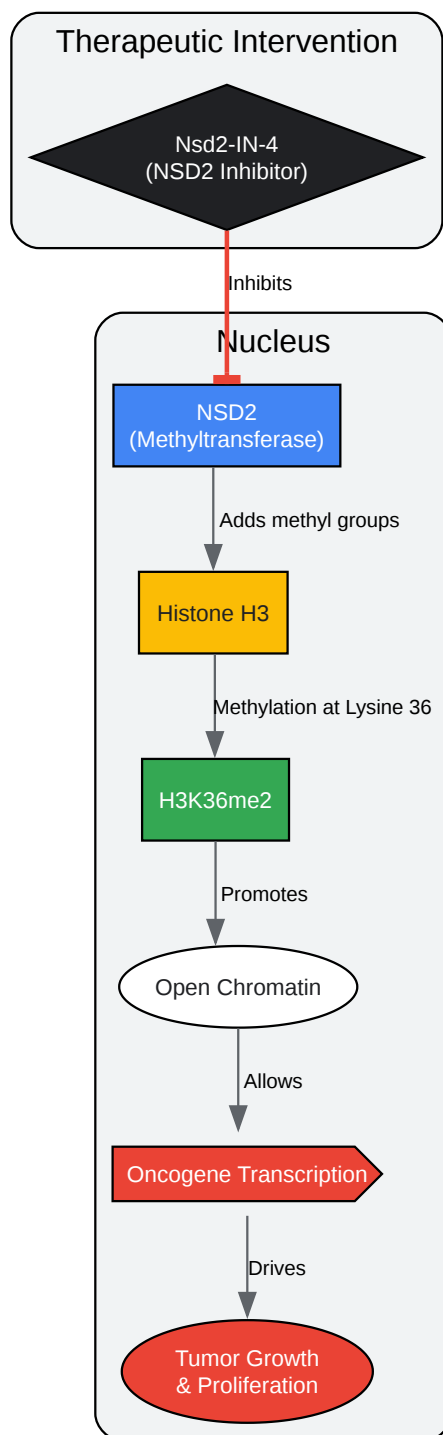 Therapeutic Intervention
Nsd2-IN-4
(NSD2 Inhibitor)
Inhibits
Nucleus
NSD2
(Methyltransferase)
Adds methyl groups
Histone H3
Methylation at Lysine 36
H3K36me2
Promotes
Open Chromatin
Allows
Oncogene Transcription
Drives
Tumor Growth
& Proliferation